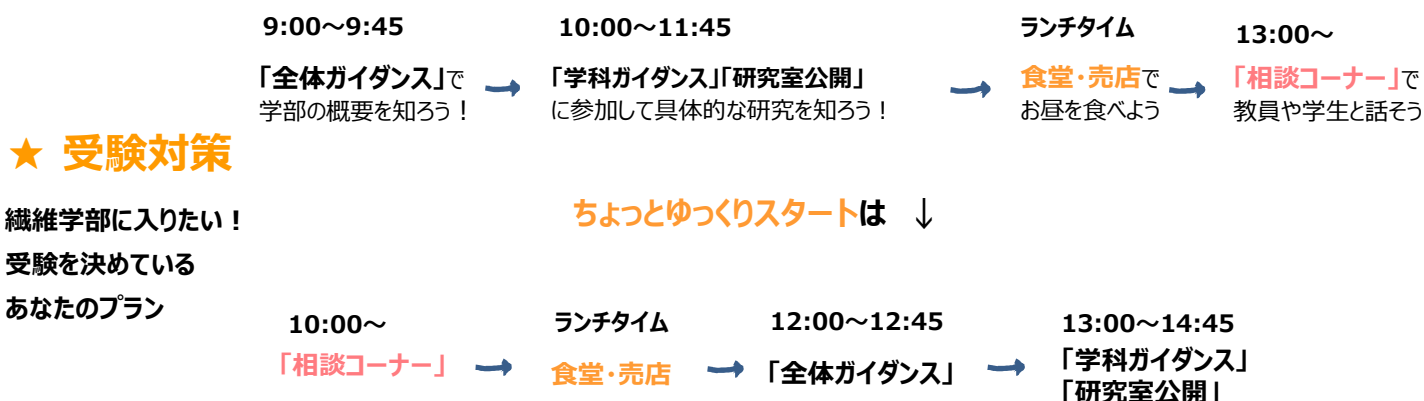 9:00～9:45
「全体ガイダンス」で
学部の概要を知ろう！
10:00～11:45
「学科ガイダンス」「研究室公開」
に参加して具体的な研究を知ろう！
ランチタイム
食堂・売店で
お昼を食べよう
13:00～
「相談コーナー」で
教員や学生と話そう
★ 受験対策
繊維学部に入りたい！
受験を決めている
あなたのプラン
ちょっとゆっくりスタートは ↓
10:00～
「相談コーナー」
ランチタイム
食堂・売店
12:00～12:45
「全体ガイダンス」
13:00～14:45
「学科ガイダンス」
「研究室公開」